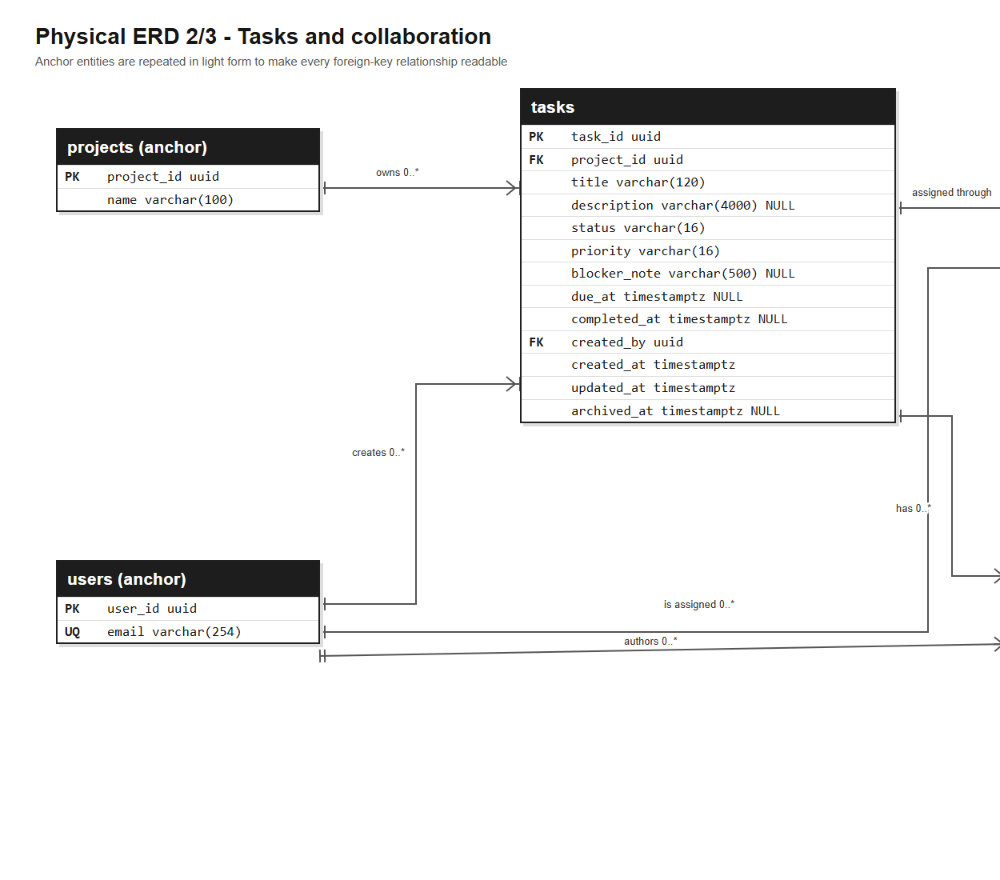 Physical ERD 2/3 - Tasks and collaboration
Anchor entities are repeated in light form to make every foreign-key relationship readable
projects (anchor)
PK project_id uuid
name varchar(100)
owns 0..*
tasks
PK task_id uuid
FK project_id uuid
title varchar(120)
description varchar(4000) NULL
status varchar(16)
priority varchar(16)
blocker_note varchar(500) NULL
due_at timestamptz NULL
completed_at timestamptz NULL
FK created_by uuid
created_at timestamptz
updated_at timestamptz
archived_at timestamptz NULL
assigned through
creates 0..*
has 0..*
users (anchor)
PK user_id uuid
UQ email varchar(254)
is assigned 0..*
authors 0..*